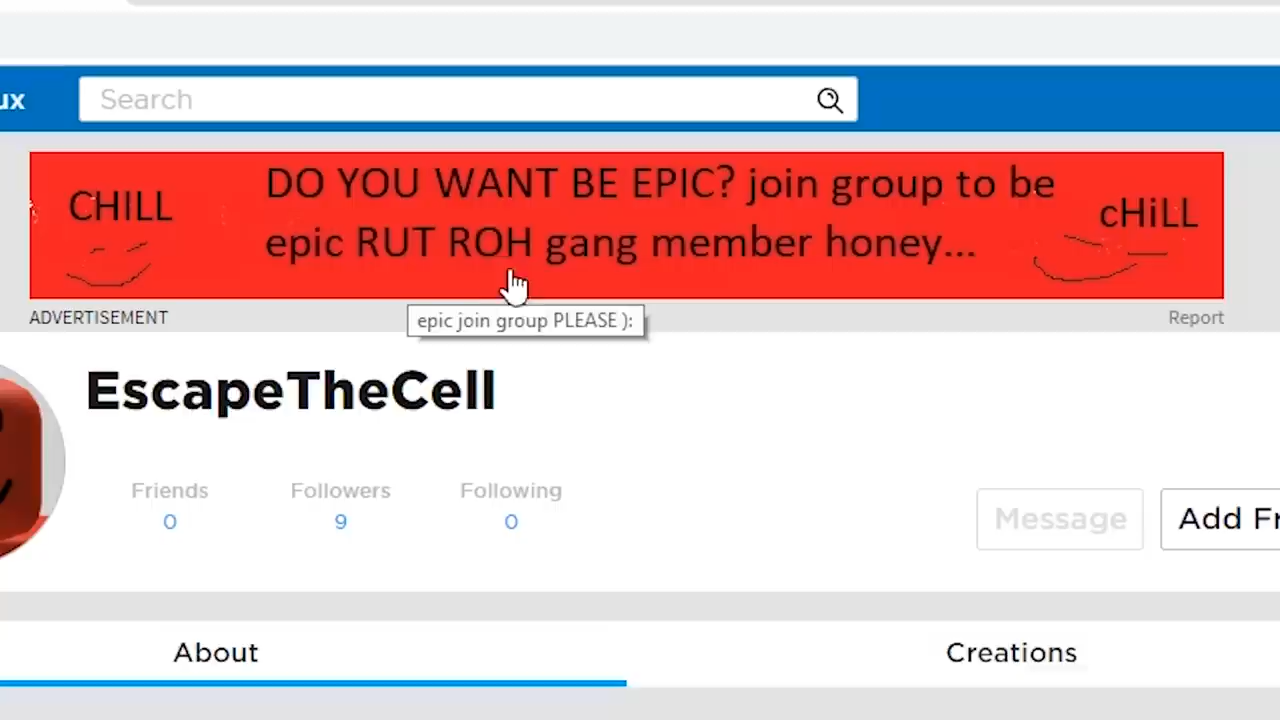 ux
Search
CHILL
DO YOU WANT BE EPIC? join group to be
epic RUT ROH gang member honey...
cHiLL
ADVERTISEMENT
epic join group PLEASE ):
Report
EscapeTheCell
Friends
Followers
Following
0
9
0
Message
Add Fr
About
Creations